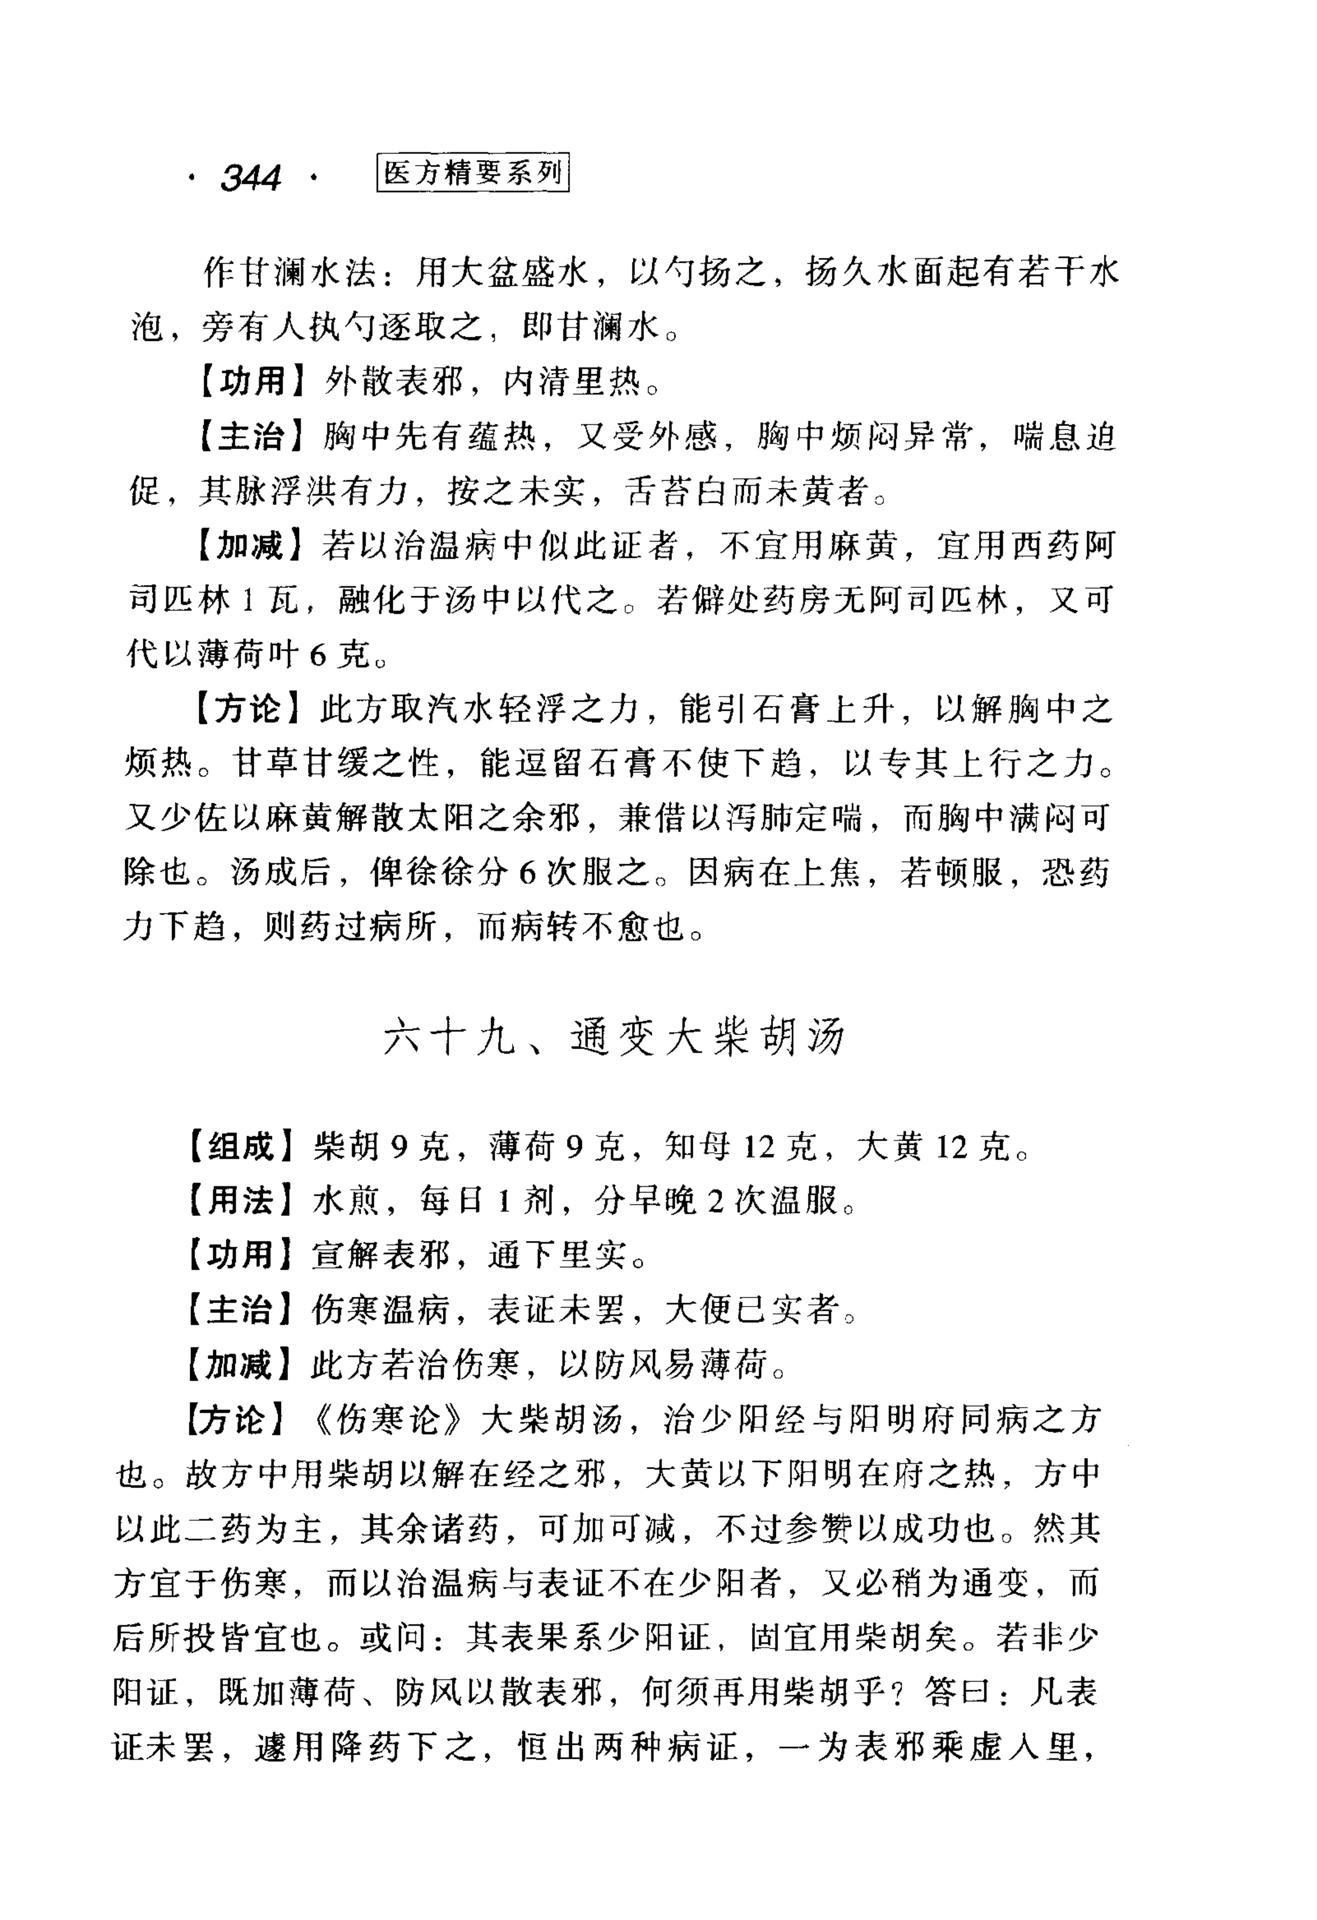 · 344 · 医方精要系列
作甘澜水法：用大盆盛水，以勺扬之，扬久水面起有若干水
泡，旁有人执勺逐取之，即甘澜水。
【功用】外散表邪，内清里热。
【主治】胸中先有蕴热，又受外感，胸中烦闷异常，喘息迫
促，其脉浮洪有力，按之未实，舌苔白而未黄者。
【加减】若以治温病中似此证者，不宜用麻黄，宜用西药阿
司匹林 1 瓦，融化于汤中以代之。若僻处药房无阿司匹林，又可
代以薄荷叶 6 克。
【方论】此方取汽水轻浮之力，能引石膏上升，以解胸中之
烦热。甘草甘缓之性，能逗留石膏不使下趋，以专其上行之力。
又少佐以麻黄解散太阳之余邪，兼借以泻肺定喘，而胸中满闷可
除也。汤成后，俾徐徐分 6 次服之。因病在上焦，若顿服，恐药
力下趋，则药过病所，而病转不愈也。
六十九、通变大柴胡汤
【组成】柴胡 9 克，薄荷 9 克，知母 12 克，大黄 12 克。
【用法】水煎，每日 1 剂，分早晚 2 次温服。
【功用】宣解表邪，通下里实。
【主治】伤寒温病，表证未罢，大便已实者。
【加减】此方若治伤寒，以防风易薄荷。
【方论】《伤寒论》大柴胡汤，治少阳经与阳明府同病之方
也。故方中用柴胡以解在经之邪，大黄以下阳明在府之热，方中
以此二药为主，其余诸药，可加可减，不过参赞以成功也。然其
方宜于伤寒，而以治温病与表证不在少阳者，又必稍为通变，而
后所投皆宜也。或问：其表果系少阳证，固宜用柴胡矣。若非少
阳证，既加薄荷、防风以散表邪，何须再用柴胡乎？答曰：凡表
证未罢，遽用降药下之，恒出两种病证，一为表邪乘虚人里，